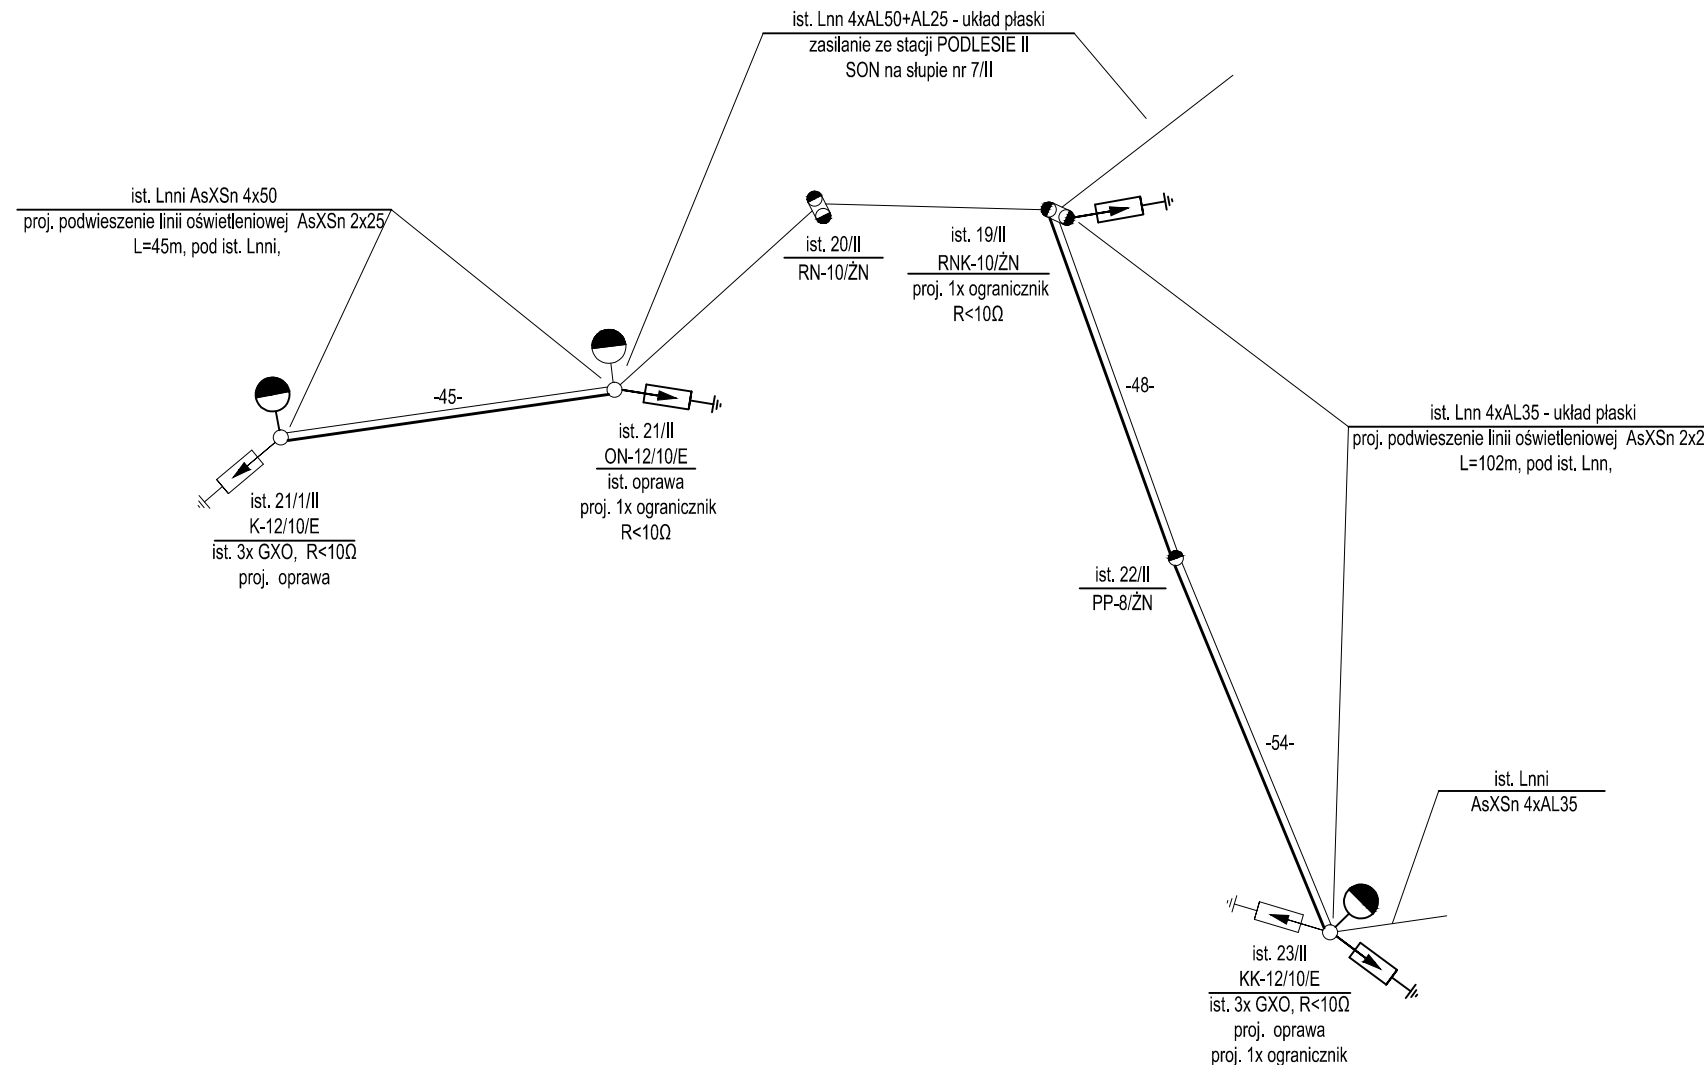 ist. Lnn 4xAL50+AL25 - układ płaski
zasilanie ze stacji PODLESIE II
SON na słupie nr 7/II
ist. Lnni AsXSn 4x50
proj. podwieszenie linii oświetleniowej AsXSn 2x25
L=45m, pod ist. Lnni,
ist. 20/II
RN-10/ŻN
ist. 19/II
RNK-10/ŻN
proj. 1x ogranicznik
R<10Ω
-45-
-48-
ist. 21/II
ON-12/10/E
ist. oprawa
proj. 1x ogranicznik
R<10Ω
ist. 21/1/II
K-12/10/E
ist. 3x GXO, R<10Ω
proj. oprawa
ist. Lnn 4xAL35 - układ płaski
proj. podwieszenie linii oświetleniowej AsXSn 2x2
L=102m, pod ist. Lnn,
ist. 22/II
PP-8/ŻN
-54-
ist. Lnni
AsXSn 4xAL35
ist. 23/II
KK-12/10/E
ist. 3x GXO, R<10Ω
proj. oprawa
proj. 1x ogranicznik